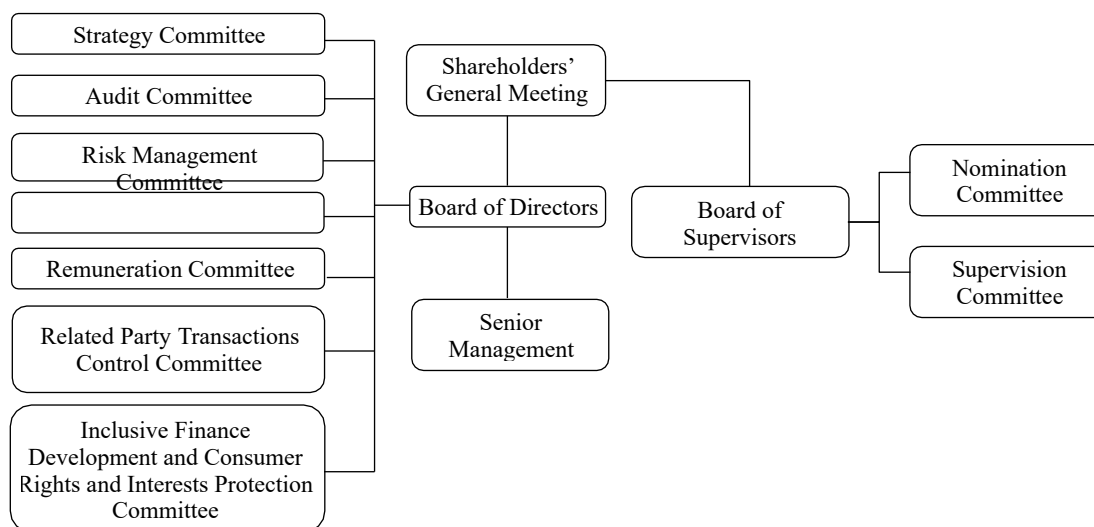 Strategy Committee
Audit Committee
Risk Management
Committee
Remuneration Committee
Related Party Transactions
Control Committee
Inclusive Finance
Development and Consumer
Rights and Interests Protection
Committee
Shareholders’
General Meeting
Board of Directors
Senior
Management
Board of
Supervisors
Nomination
Committee
Supervision
Committee